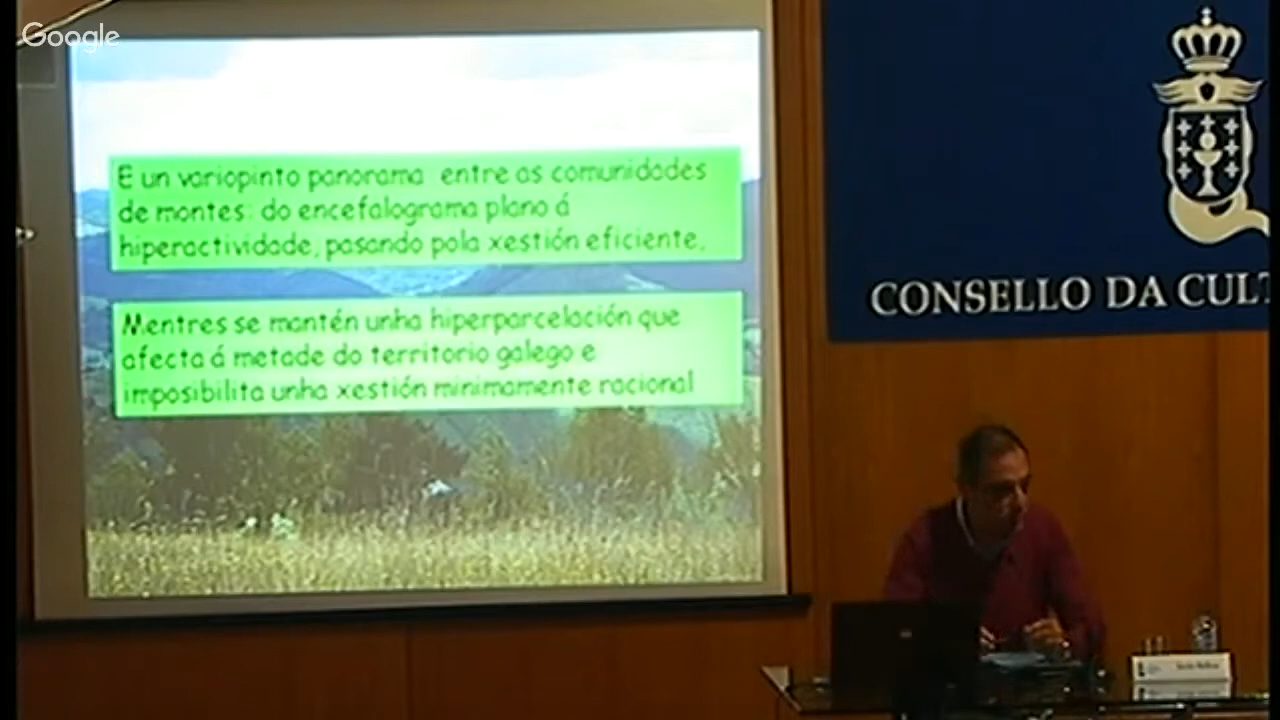 Google
E un variopinto panorama entre as comunidades
de montes: do encefalograma plano á
hiperactividade, pasando pola xestión eficiente.
Mentres se mantén unha hiperparcelación que
afecta á metade do territorio galego e
imposibilita unha xestión minimamente racional
CONSELLO DA CULT